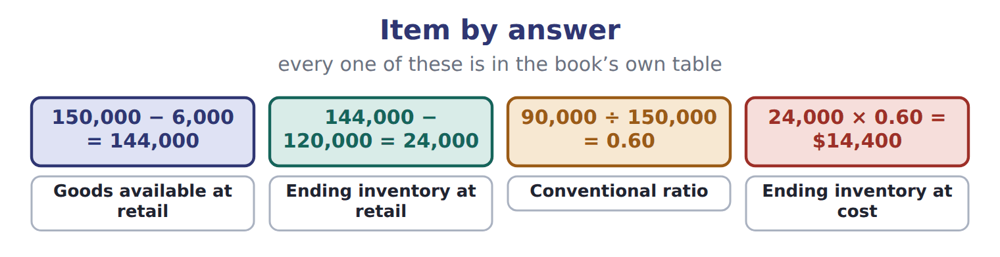 Item by answer
every one of these is in the book’s own table
150,000 − 6,000
= 144,000
144,000 −
120,000 = 24,000
90,000 ÷ 150,000
= 0.60
24,000 × 0.60 =
$14,400
Goods available at
retail
Ending inventory at
retail
Conventional ratio
Ending inventory at
cost